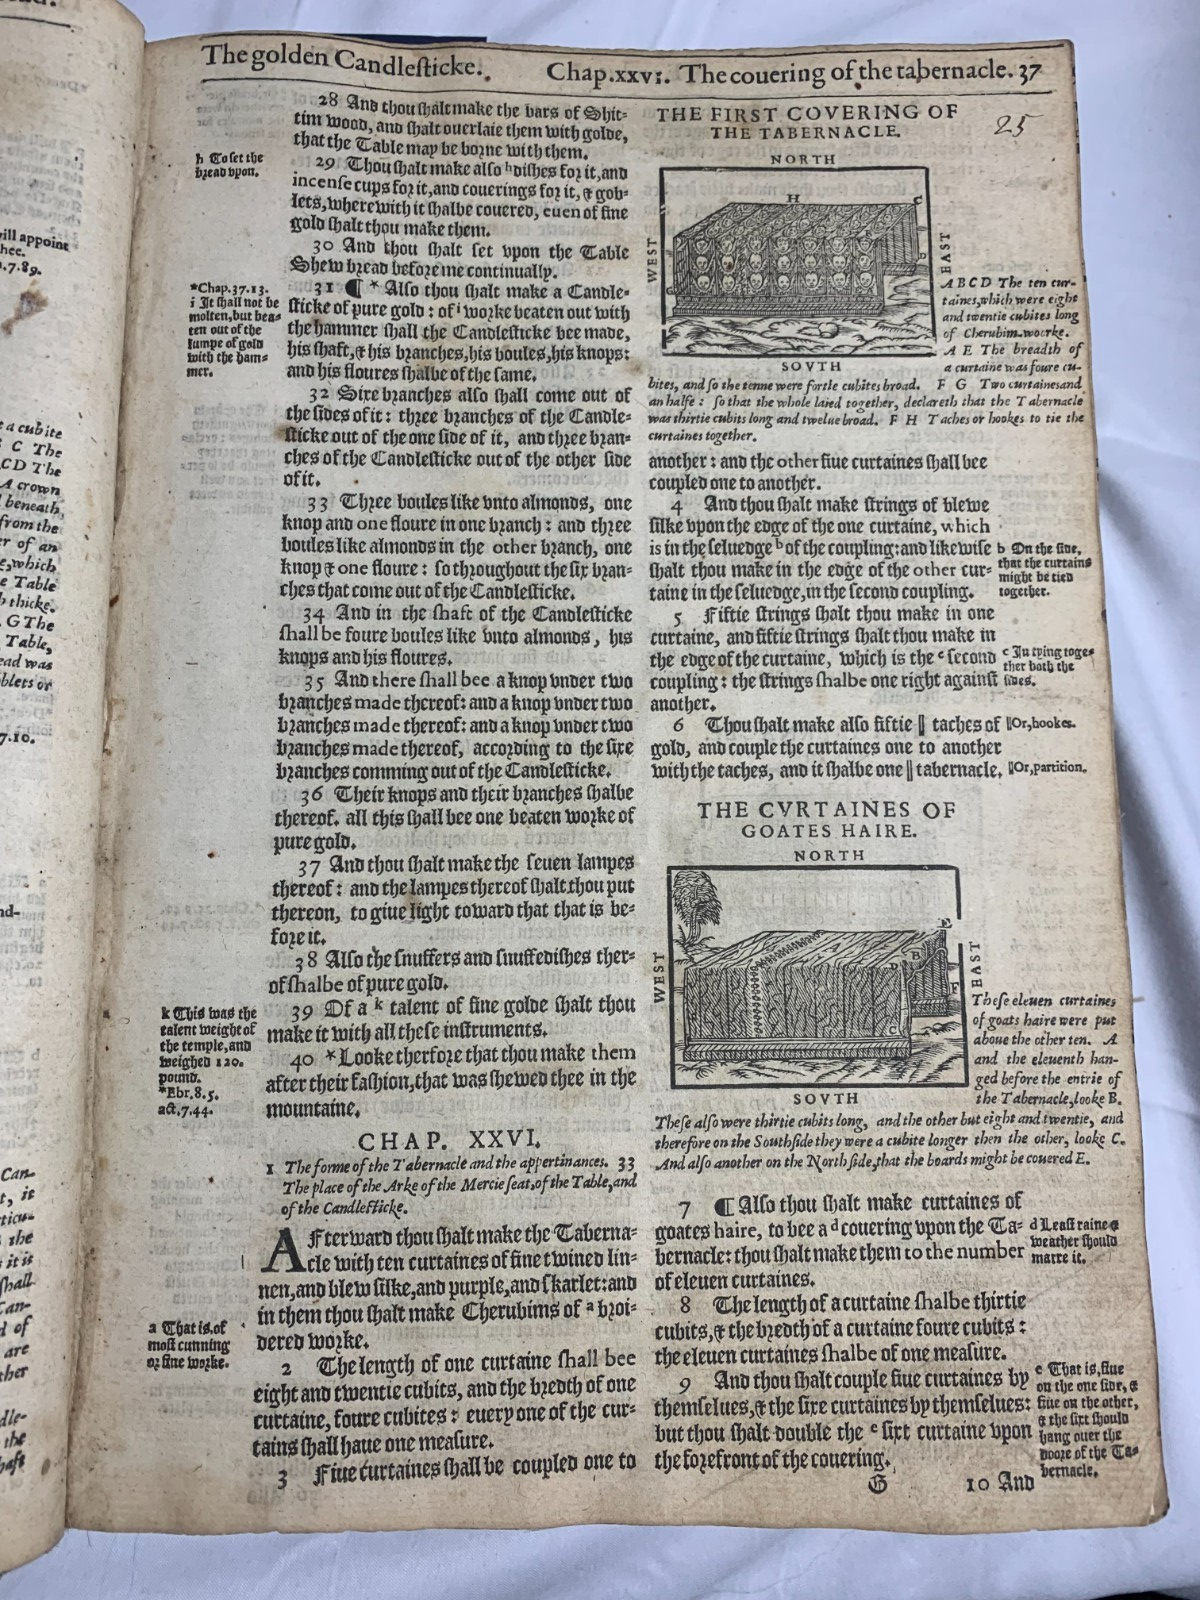 The golden Candleſticke. Chap.xxvi. The couering of the tabernacle. 37
25
28 And thou ſhalt make the bars of Shit-
tim wood, and ſhalt ouerlaie them with golde,
that the Table may be borne with them.
29 Thou ſhalt make alſo h diſhes for it, and
incenſe cups for it, and couerings for it, & gob-
lets, wherewith it ſhalbe couered, euen of fine
gold ſhalt thou make them.
30 And thou ſhalt ſet vpon the Table
Shew bread before me continually.
31 ¶ * Alſo thou ſhalt make a Candle-
ſticke of pure gold: of i worke beaten out with
the hammer ſhall the Candleſticke bee made,
his ſhaft, & his branches, his boules, his knops:
and his floures ſhalbe of the ſame.
32 Sixe branches alſo ſhall come out of
the ſides of it: three branches of the Candle-
ſticke out of the one ſide of it, and three bran-
ches of the Candleſticke out of the other ſide
of it.
33 Three boules like vnto almonds, one
knop and one floure in one branch: and three
boules like almonds in the other branch, one
knop & one floure: ſo throughout the ſix bran-
ches that come out of the Candleſticke.
34 And in the ſhaft of the Candleſticke
ſhall be foure boules like vnto almonds, his
knops and his floures.
35 And there ſhall bee a knop vnder two
branches made thereof: and a knop vnder two
branches made thereof: and a knop vnder two
branches made thereof, according to the ſixe
branches comming out of the Candleſticke.
36 Their knops and their branches ſhalbe
thereof. all this ſhall bee one beaten worke of
pure gold.
37 And thou ſhalt make the ſeuen lampes
thereof: and the lampes thereof ſhalt thou put
thereon, to giue light toward that that is be-
fore it.
38 Alſo the ſnuffers and ſnuffediſhes ther-
of ſhalbe of pure gold.
39 Of a k talent of fine golde ſhalt thou
make it with all theſe inſtruments.
40 *Looke therfore that thou make them
after their faſhion, that was ſhewed thee in the
mountaine.
h To ſet the
bread vpon.
*Chap.37.13.
i It ſhall not be
molten, but bea-
ten out of the
lumpe of gold
with the ham-
mer.
k This was the
talent weight of
the temple, and
weighed 120.
pound.
*Ebr.8.5.
act.7.44.
CHAP. XXVI.
1 The forme of the Tabernacle and the appertinances. 33
The place of the Arke of the Mercie ſeat, of the Table, and
of the Candleſticke.
AFterward thou ſhalt make the Taberna-
cle with ten curtaines of fine twined lin-
nen, and blew ſilke, and purple, and ſkarlet: and
in them thou ſhalt make Cherubims of a broi-
dered worke.
2 The length of one curtaine ſhall bee
eight and twentie cubits, and the bredth of one
curtaine, foure cubites: euery one of the cur-
tains ſhall haue one meaſure.
3 Fiue curtaines ſhall be coupled one to
a That is, of
moſt cunning
or fine worke.
THE FIRST COVERING OF
THE TABERNACLE.
NORTH
WEST
EAST
SOVTH
A B C D The ten cur-
taines, which were eight
and twentie cubites long
of Cherubim-woorke.
A E The breadth of
a curtaine was foure cu-
bites, and ſo the tenne were fortie cubites broad. F G Two curtaines and
an halfe: ſo that the whole laied together, declareth that the Tabernacle
was thirtie cubits long and twelue broad. F H Taches or hookes to tie the
curtaines together.
another: and the other fiue curtaines ſhall bee
coupled one to another.
4 And thou ſhalt make ſtrings of blewe
ſilke vpon the edge of the one curtaine, which
is in the ſeluedge b of the coupling: and likewiſe
ſhalt thou make in the edge of the other cur-
taine in the ſeluedge, in the ſecond coupling.
5 Fiftie ſtrings ſhalt thou make in one
curtaine, and fiftie ſtrings ſhalt thou make in
the edge of the curtaine, which is the c ſecond
coupling: the ſtrings ſhalbe one right againſt
another.
6 Thou ſhalt make alſo fiftie || taches of
gold, and couple the curtaines one to another
with the taches, and it ſhalbe one || tabernacle.
b On the ſide,
that the curtains
might be tied
together.
c In tying toge-
ther both the
ſides.
||Or, hookes.
||Or, partition.
THE CVRTAINES OF
GOATES HAIRE.
NORTH
WEST
EAST
SOVTH
Theſe eleuen curtaines
of goats haire were put
aboue the other ten. A
and the eleuenth han-
ged before the entrie of
the Tabernacle, looke B.
Theſe alſo were thirtie cubits long, and the other but eight and twentie, and
therefore on the Southſide they were a cubite longer then the other, looke C.
And alſo another on the North ſide, that the boards might be couered E.
7 ¶ Alſo thou ſhalt make curtaines of
goates haire, to bee a d couering vpon the Ta-
bernacle: thou ſhalt make them to the number
of eleuen curtaines.
8 The length of a curtaine ſhalbe thirtie
cubits, & the bredth of a curtaine foure cubits:
the eleuen curtaines ſhalbe of one meaſure.
9 And thou ſhalt couple fiue curtaines by
themſelues, & the ſixe curtaines by themſelues:
but thou ſhalt double the e ſixt curtaine vpon
the forefront of the couering.
d Leaſt raine &
weather ſhould
marre it.
e That is, fiue
on the one ſide, &
fiue on the other,
& the ſixt ſhould
hang ouer the
doore of the Ta-
bernacle.
G 10 And